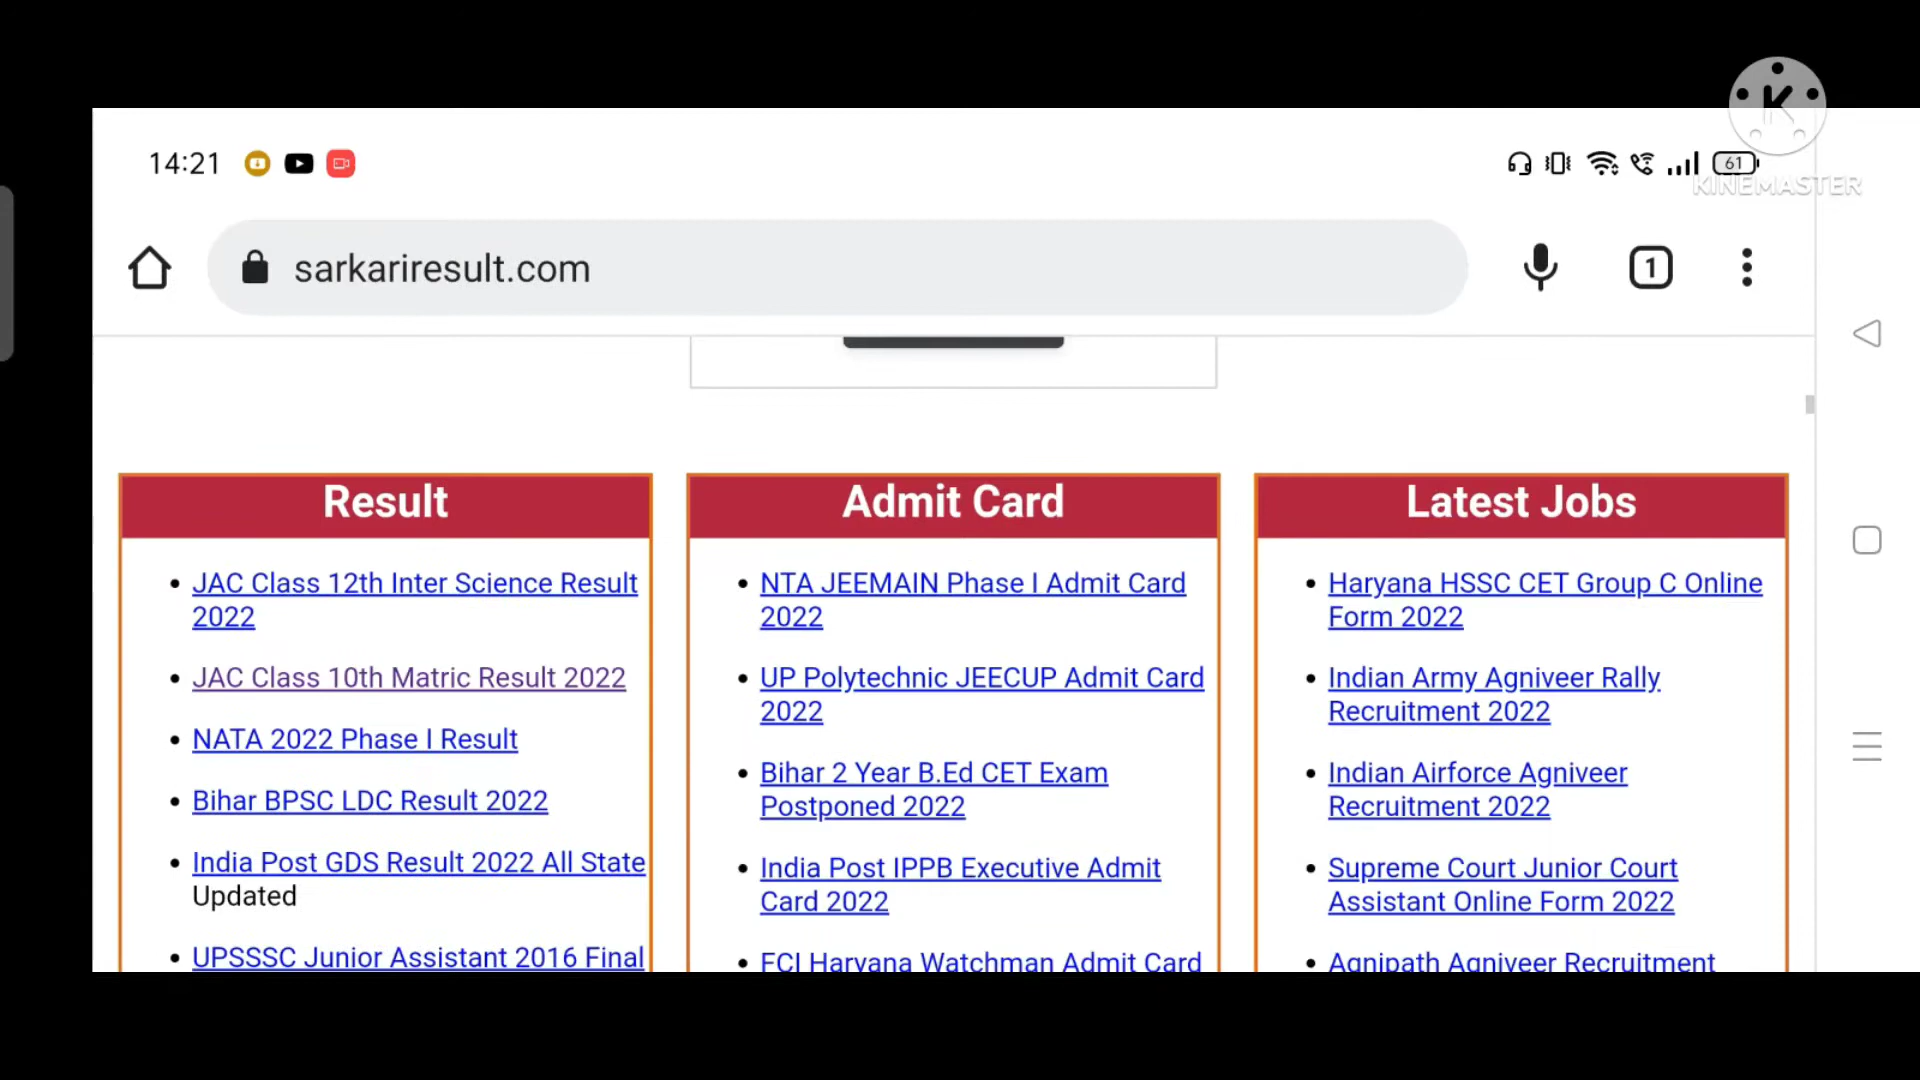 14:21
61
K
KINEMASTER
sarkariresult.com
1
Result
JAC Class 12th Inter Science Result
2022
JAC Class 10th Matric Result 2022
NATA 2022 Phase I Result
Bihar BPSC LDC Result 2022
India Post GDS Result 2022 All State
Updated
UPSSSC Junior Assistant 2016 Final
Admit Card
NTA JEEMAIN Phase I Admit Card
2022
UP Polytechnic JEECUP Admit Card
2022
Bihar 2 Year B.Ed CET Exam
Postponed 2022
India Post IPPB Executive Admit
Card 2022
FCI Haryana Watchman Admit Card
Latest Jobs
Haryana HSSC CET Group C Online
Form 2022
Indian Army Agniveer Rally
Recruitment 2022
Indian Airforce Agniveer
Recruitment 2022
Supreme Court Junior Court
Assistant Online Form 2022
Agnipath Agniveer Recruitment